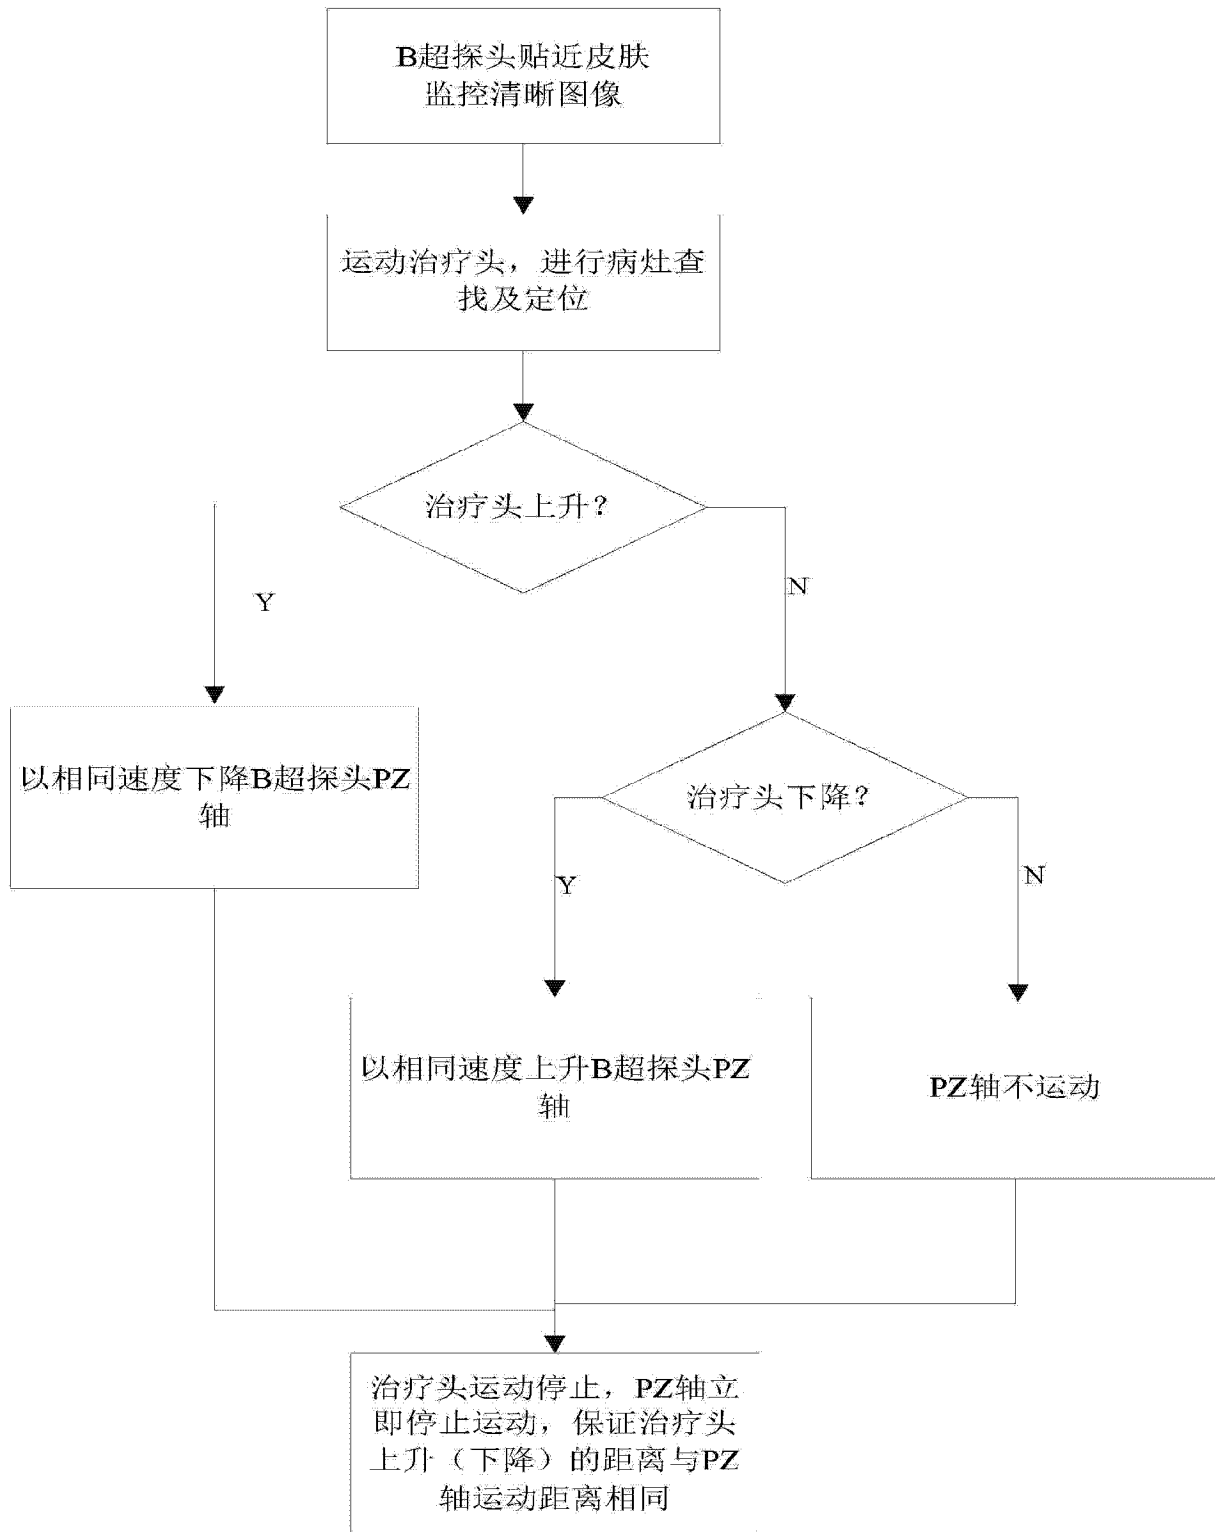 B超探头贴近皮肤
监控清晰图像
运动治疗头，进行病灶查
找及定位
治疗头上升？
Y
N
以相同速度下降B超探头PZ
轴
治疗头下降？
Y
N
以相同速度上升B超探头PZ
轴
PZ轴不运动
治疗头运动停止，PZ轴立
即停止运动，保证治疗头
上升（下降）的距离与PZ
轴运动距离相同